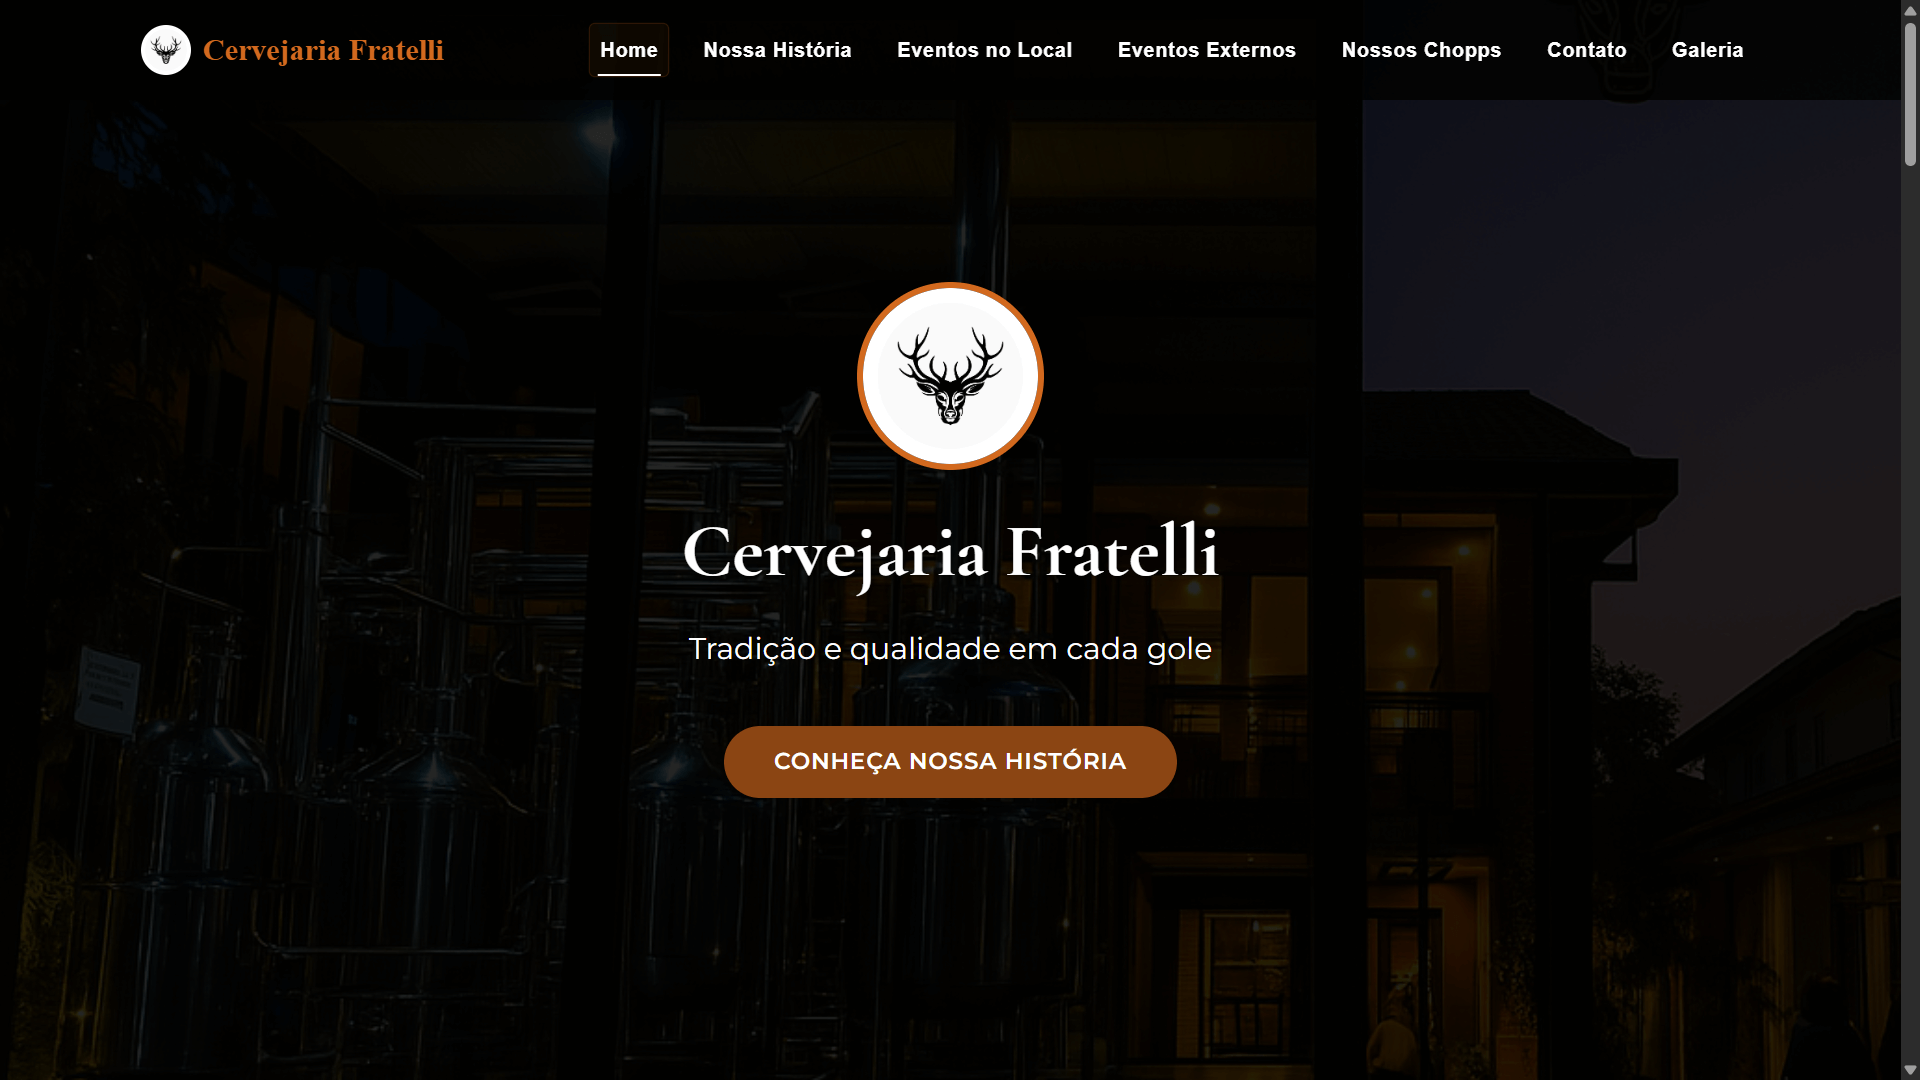 Cervejaria Fratelli
Home
Nossa História
Eventos no Local
Eventos Externos
Nossos Chopps
Contato
Galeria
Cervejaria Fratelli
Tradição e qualidade em cada gole
CONHEÇA NOSSA HISTÓRIA